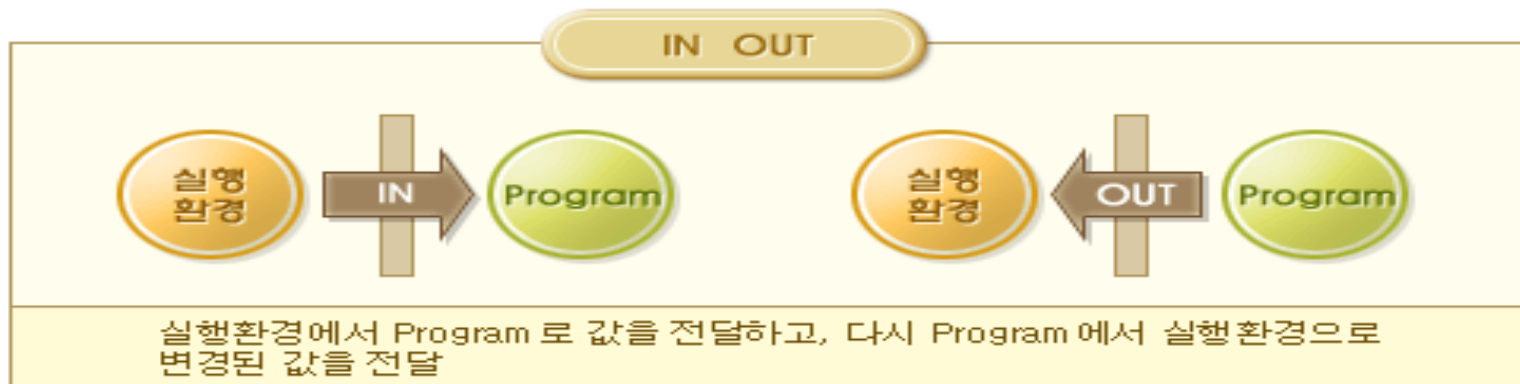 IN OUT
실행
환경
IN
Program
실행
환경
OUT
Program
실행환경에서 Program 로 값을 전달하고, 다시 Program 에서 실행환경으로
변경된 값을 전달